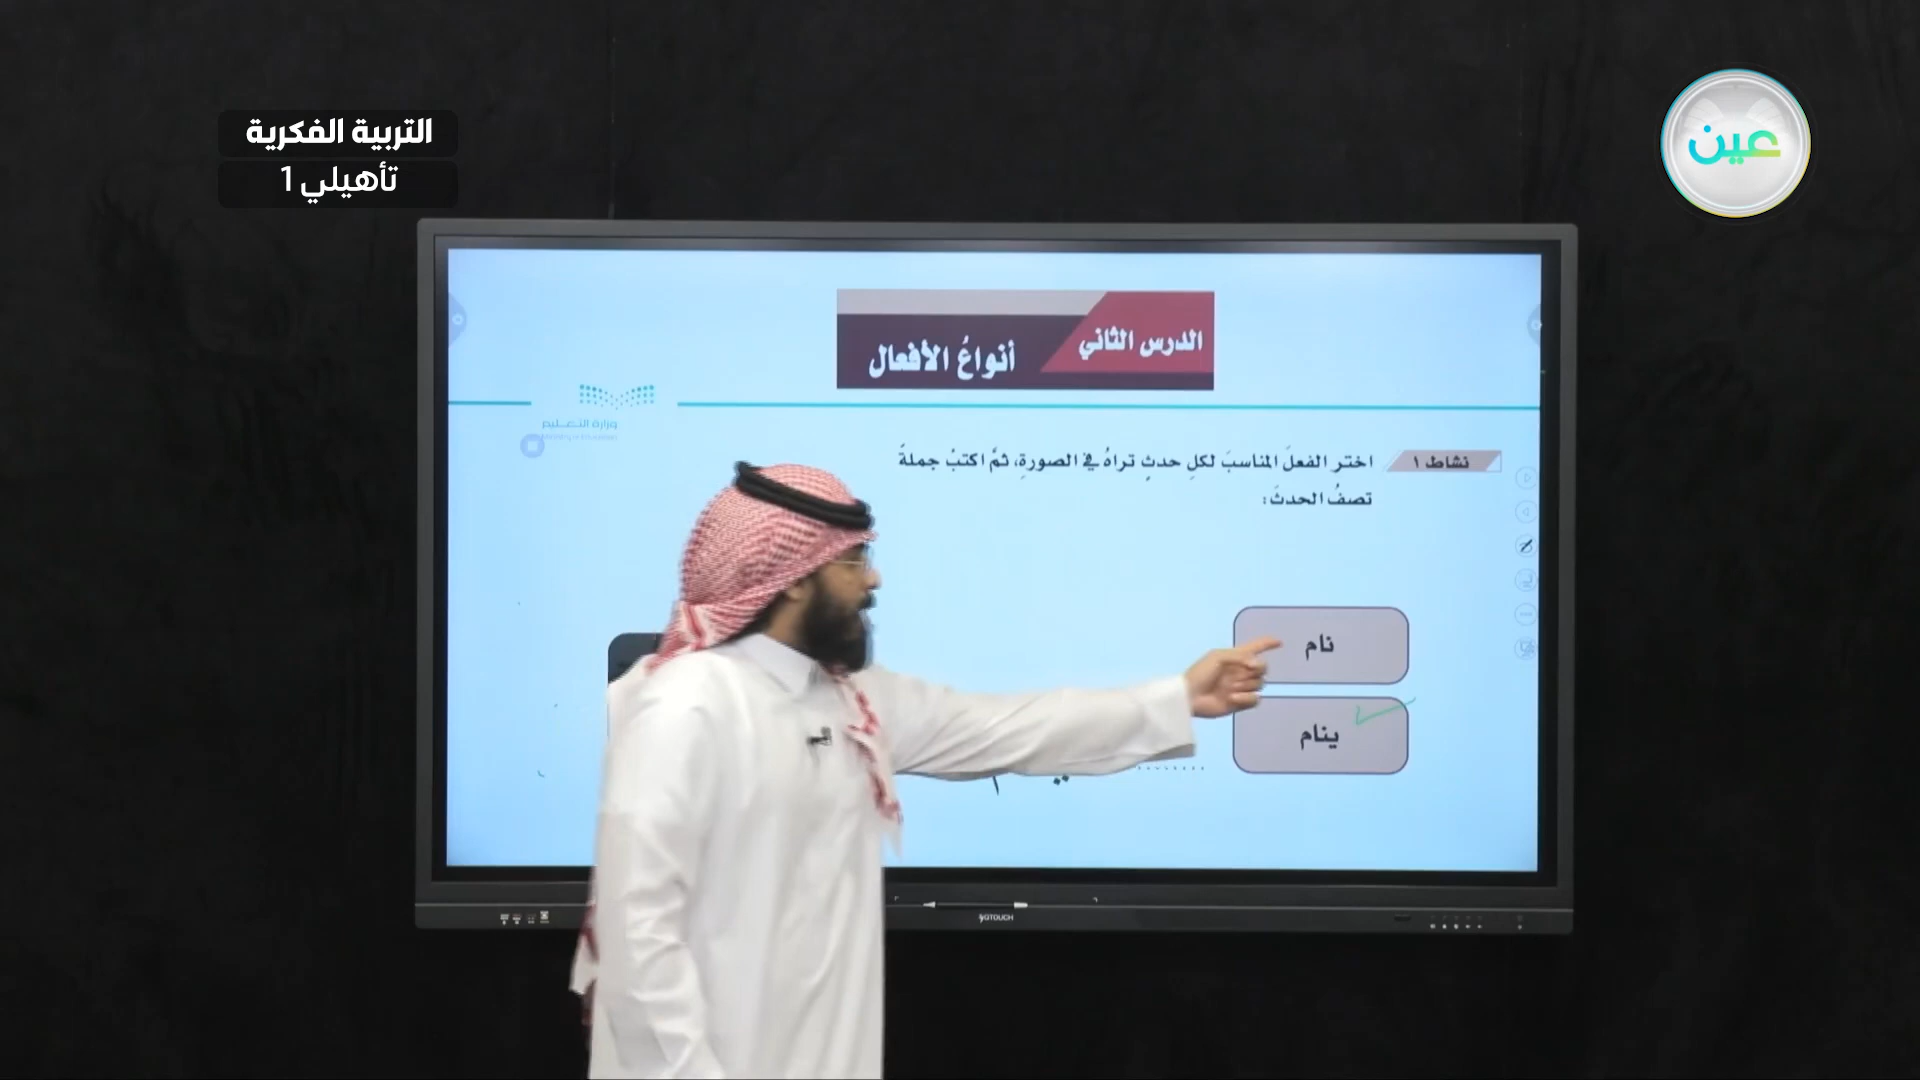 التربية الفكرية
تأهيلي 1
عين
الدرس الثاني
أنواعُ الأفعال
وزارة التعليم
نشاط ١
اختر الفعلَ المناسبَ لكلِ حدثٍ تراهُ في الصورةِ، ثمَّ اكتبْ جملةً
تصفُ الحدثَ:
نام
ينام
TOUCH